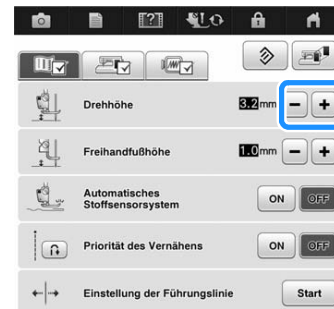 Drehhöhe 3.2 mm - +
Freihandfußhöhe 1.0 mm - +
Automatisches
Stoffsensorsystem ON OFF
Priorität des Vernähens ON OFF
Einstellung der Führungslinie Start